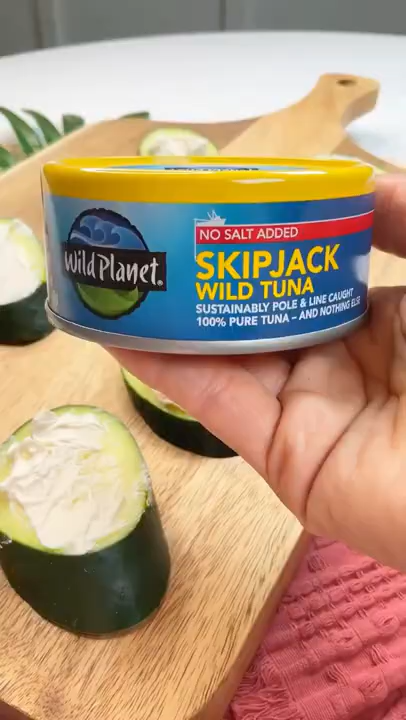 Wild Planet®
NO SALT ADDED
SKIPJACK
WILD TUNA
SUSTAINABLY POLE & LINE CAUGHT
100% PURE TUNA – AND NOTHING ELSE